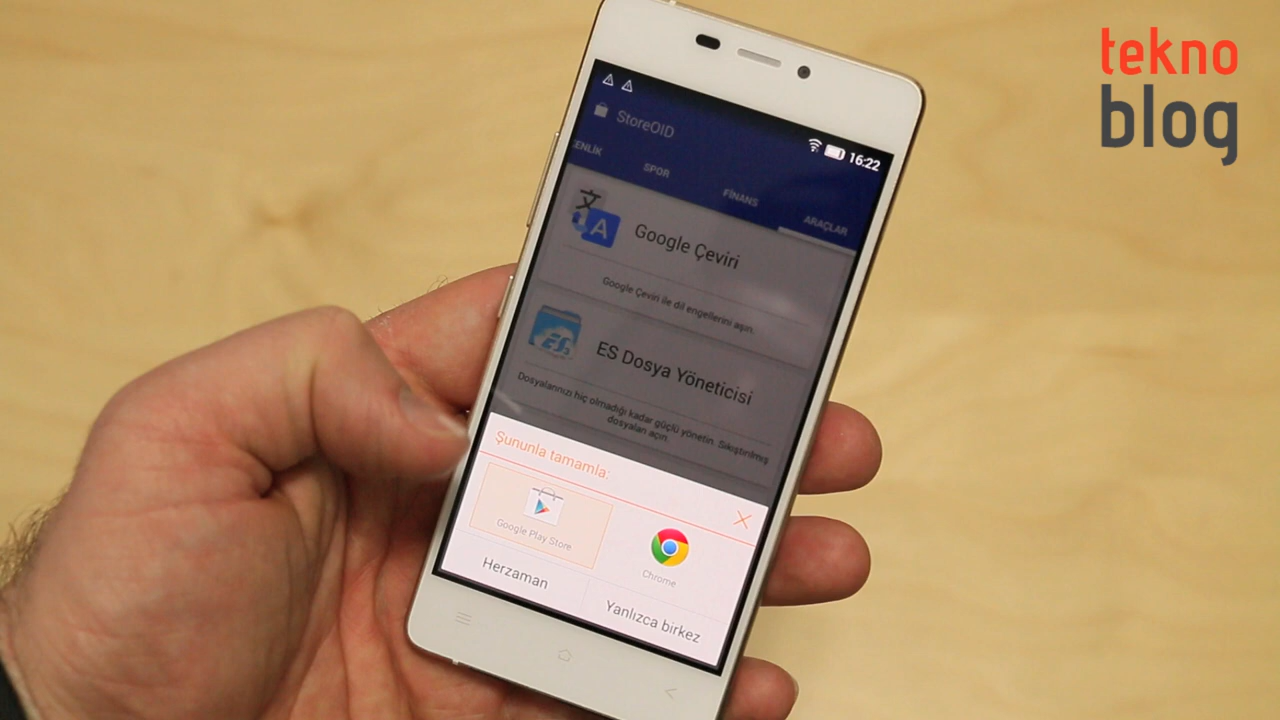 tekno
blog
16:22
StoreOID
ENLİK
SPOR
FİNANS
ARAÇLAR
Google Çeviri
Google Çeviri ile dil engellerini aşın.
ES
ES Dosya Yöneticisi
Dosyalarınızı hiç olmadığı kadar güçlü yönetin. Sıkıştırılmış
dosyaları açın.
Şununla tamamla:
Google Play Store
Chrome
Herzaman
Yanlızca birkez